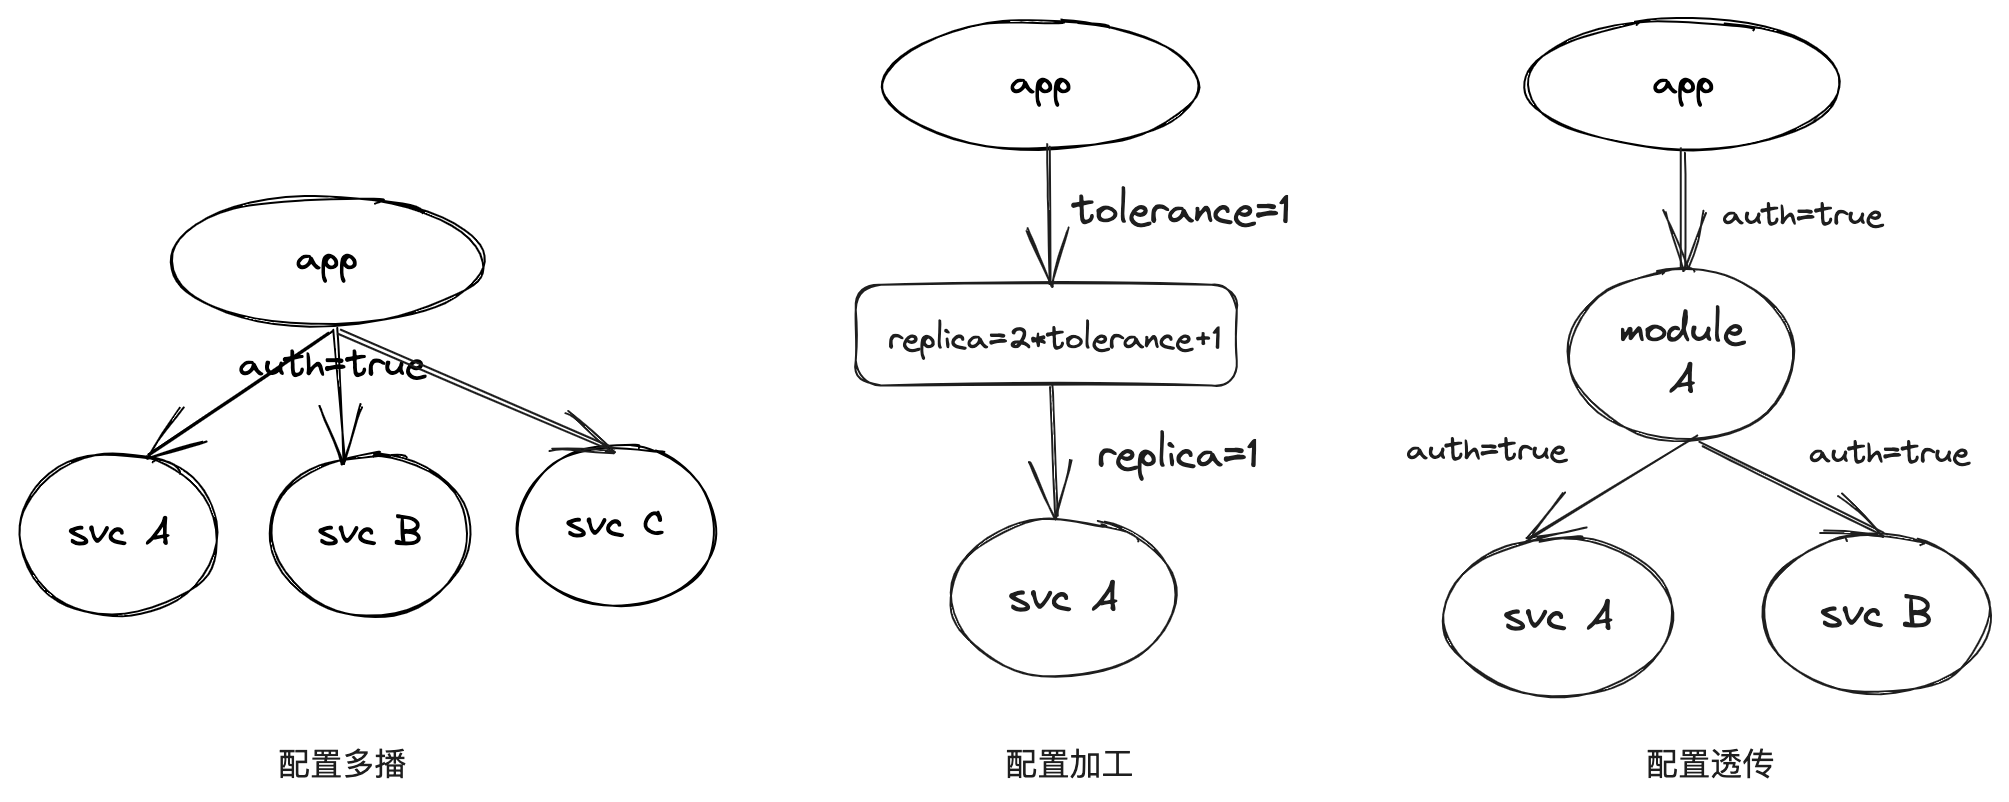 app
auth=true
svc A
svc B
svc C
配置多播
app
tolerance=1
replica=2*tolerance+1
replica=1
svc A
配置加工
app
auth=true
module
A
auth=true
auth=true
svc A
svc B
配置透传